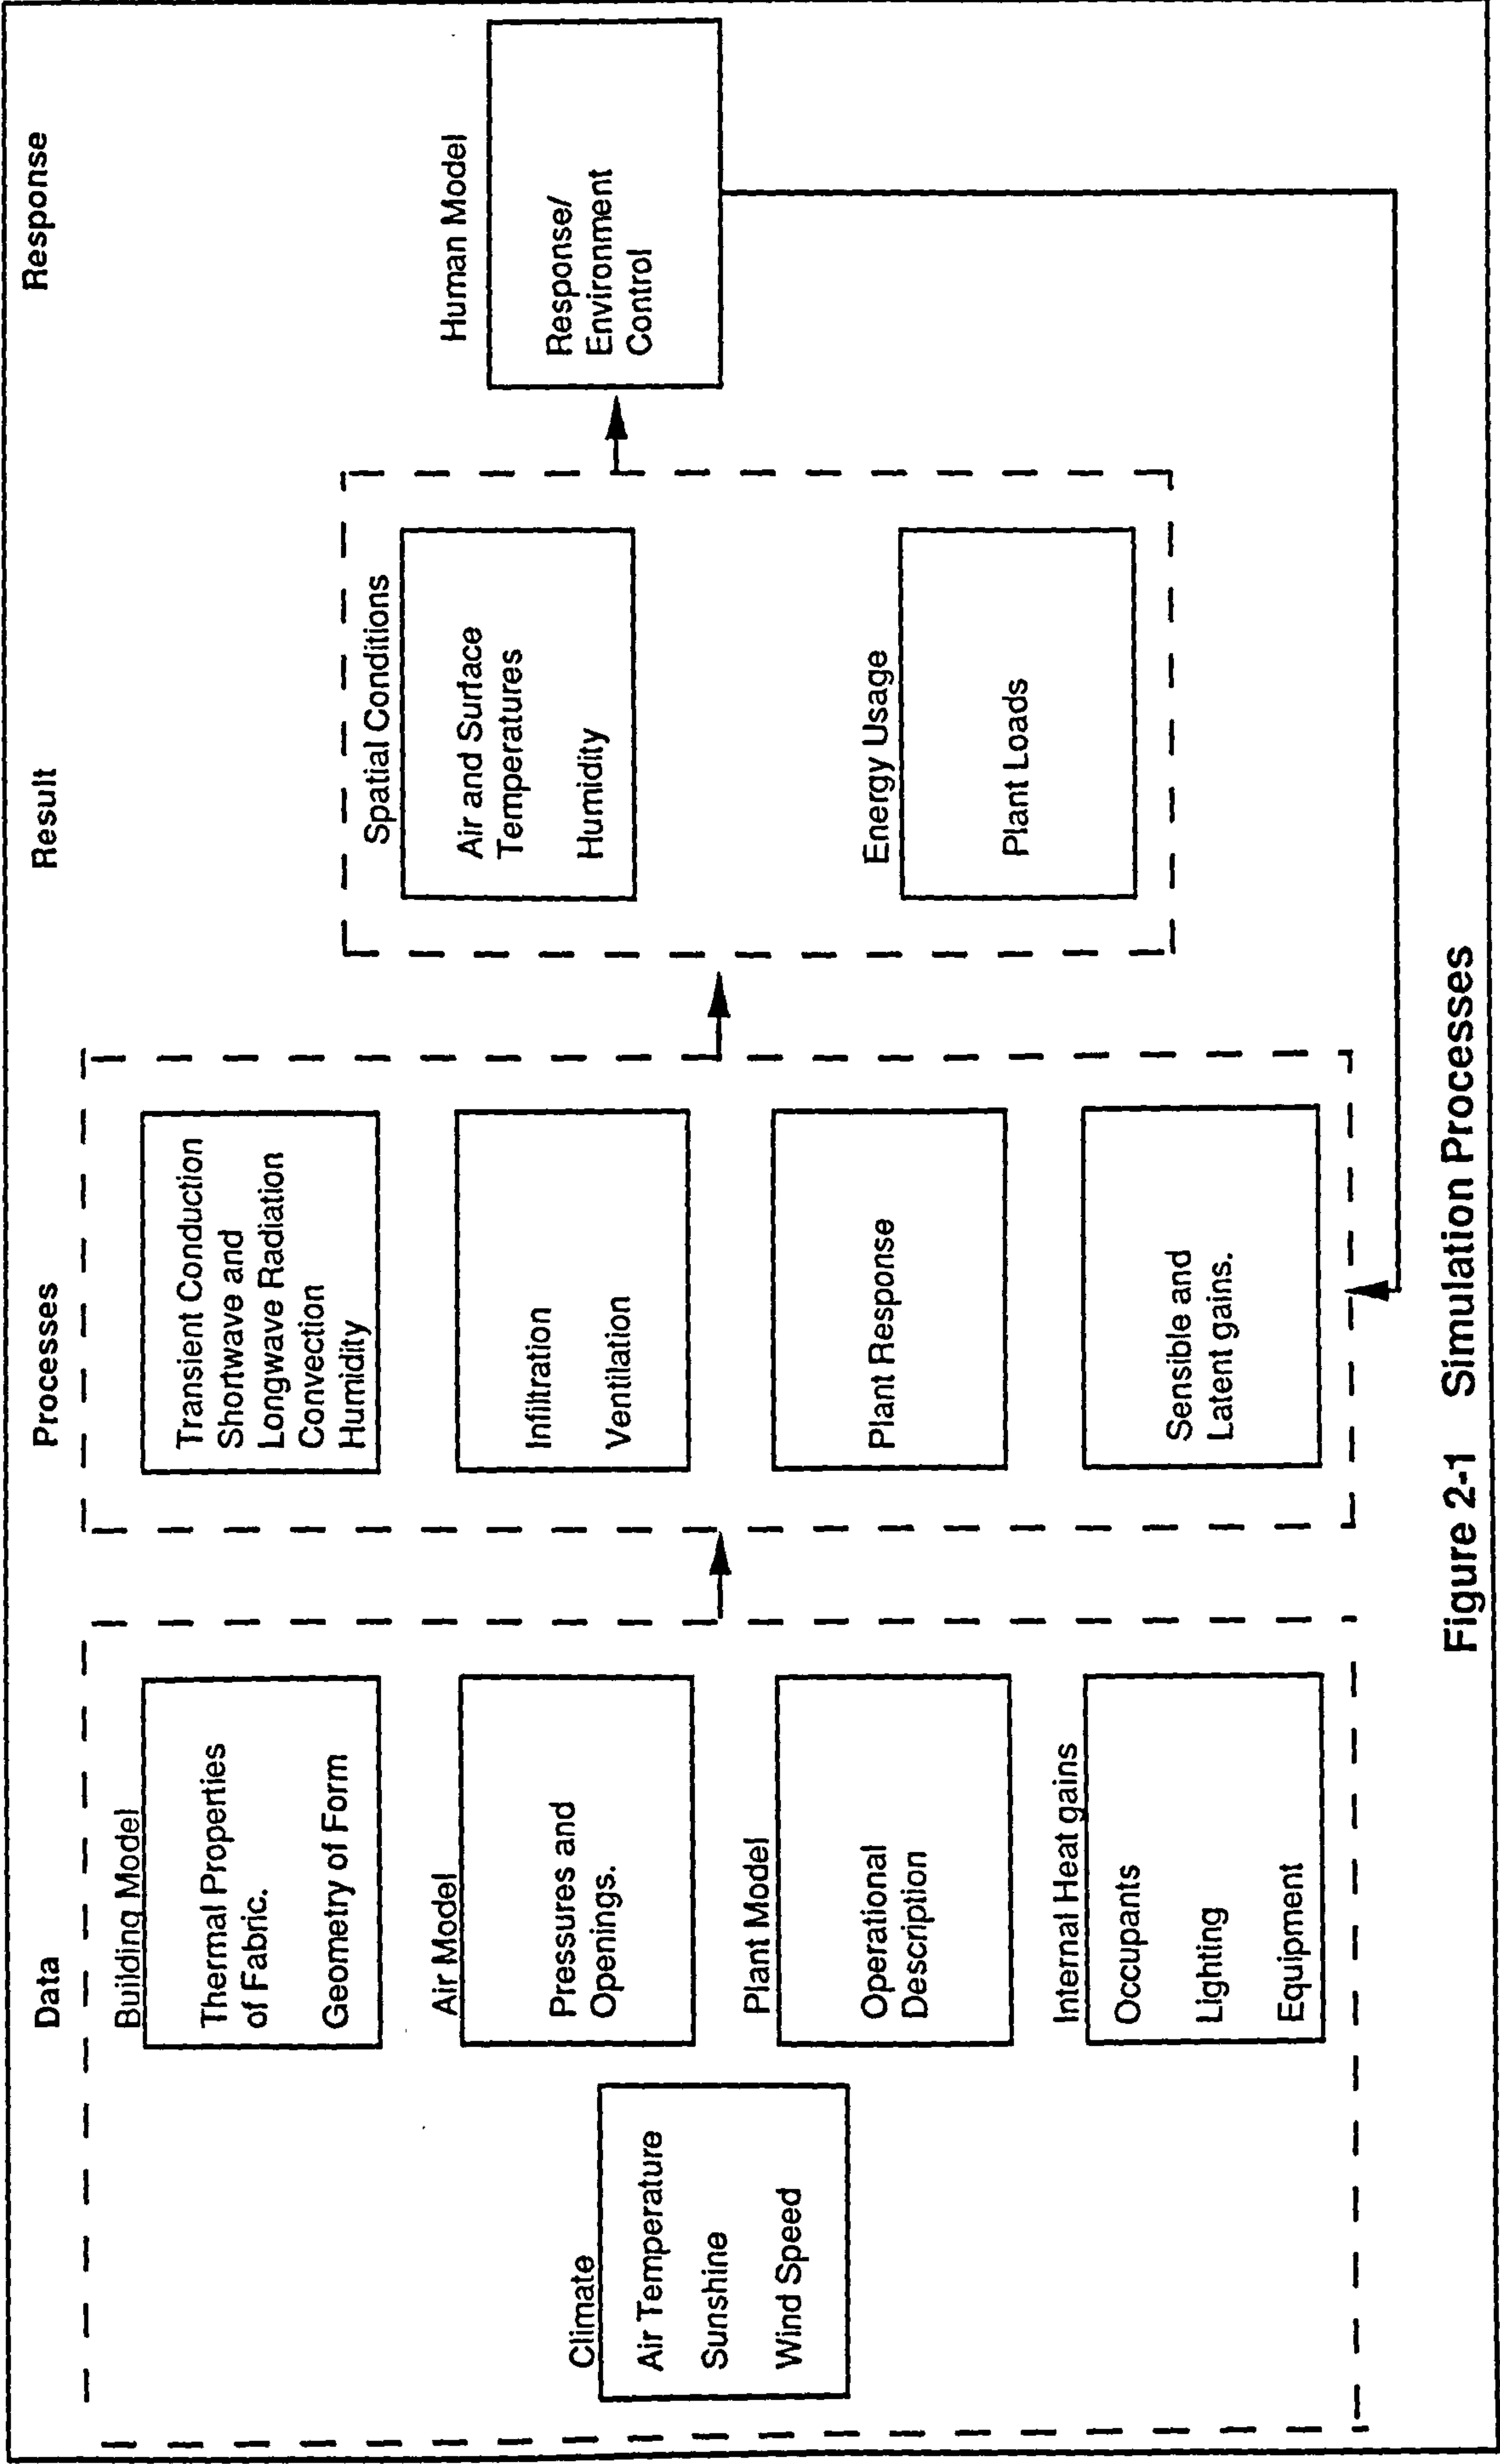 Data
Processes
Result
Response
Climate
Air Temperature
Sunshine
Wind Speed
Building Model
Thermal Properties
of Fabric.
Geometry of Form
Air Model
Pressures and
Openings.
Plant Model
Operational
Description
Internal Heat gains
Occupants
Lighting
Equipment
Transient Conduction
Shortwave and
Longwave Radiation
Convection
Humidity
Infiltration
Ventilation
Plant Response
Sensible and
Latent gains.
Spatial Conditions
Air and Surface
Temperatures
Humidity
Energy Usage
Plant Loads
Human Model
Response/
Environment
Control
Figure 2-1 Simulation Processes